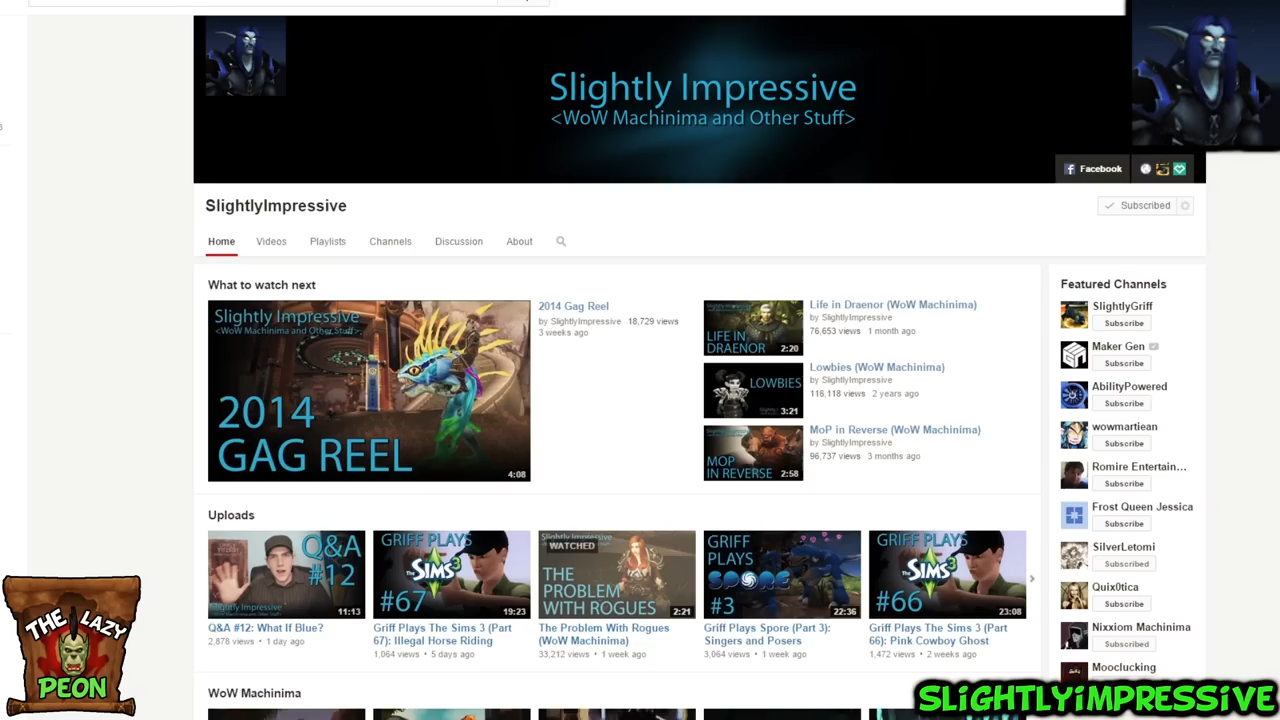 Slightly Impressive
<WoW Machinima and Other Stuff>
Facebook
SlightlyImpressive
Subscribed
Home
Videos
Playlists
Channels
Discussion
About
What to watch next
Slightly Impressive
<WoW Machinima and Other Stuff>
2014
GAG REEL
4:08
2014 Gag Reel
by SlightlyImpressive 18,729 views
3 weeks ago
LIFE IN
DRAENOR
2:20
Life in Draenor (WoW Machinima)
by SlightlyImpressive
76,653 views 1 month ago
LOWBIES
3:21
Lowbies (WoW Machinima)
by SlightlyImpressive
116,118 views 2 years ago
MOP
IN REVERSE
2:58
MoP in Reverse (WoW Machinima)
by SlightlyImpressive
96,737 views 3 months ago
Featured Channels
SlightlyGriff
Subscribe
Maker Gen
Subscribe
AbilityPowered
Subscribe
wowmartiean
Subscribe
Romire Entertain...
Subscribe
Frost Queen Jessica
Subscribe
SilverLetomi
Subscribed
Quix0tica
Subscribe
Nixxiom Machinima
Subscribed
Mooclucking
Uploads
Q&A
#12
Slightly Impressive
11:13
Q&A #12: What If Blue?
2,878 views • 1 day ago
GRIFF PLAYS
THE SIMS 3
#67
19:23
Griff Plays The Sims 3 (Part
67): Illegal Horse Riding
1,064 views • 5 days ago
Slightly Impressive
WATCHED
THE
PROBLEM
WITH ROGUES
2:21
The Problem With Rogues
(WoW Machinima)
33,212 views • 1 week ago
GRIFF
PLAYS
SPORE
#3
22:36
Griff Plays Spore (Part 3):
Singers and Posers
3,064 views • 1 week ago
GRIFF PLAYS
THE SIMS 3
#66
23:08
Griff Plays The Sims 3 (Part
66): Pink Cowboy Ghost
1,472 views • 2 weeks ago
WoW Machinima
THE LAZY
PEON
SLiGHTLYiMPRESSiVE